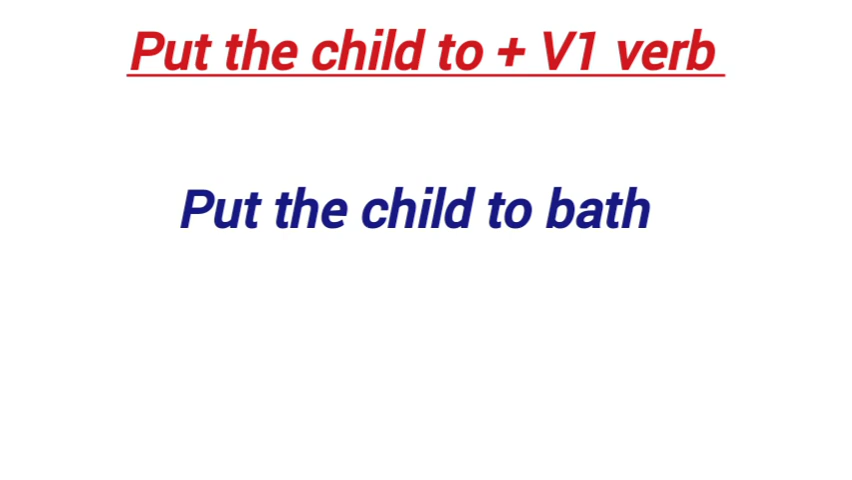 Put the child to + V1 verb
Put the child to bath